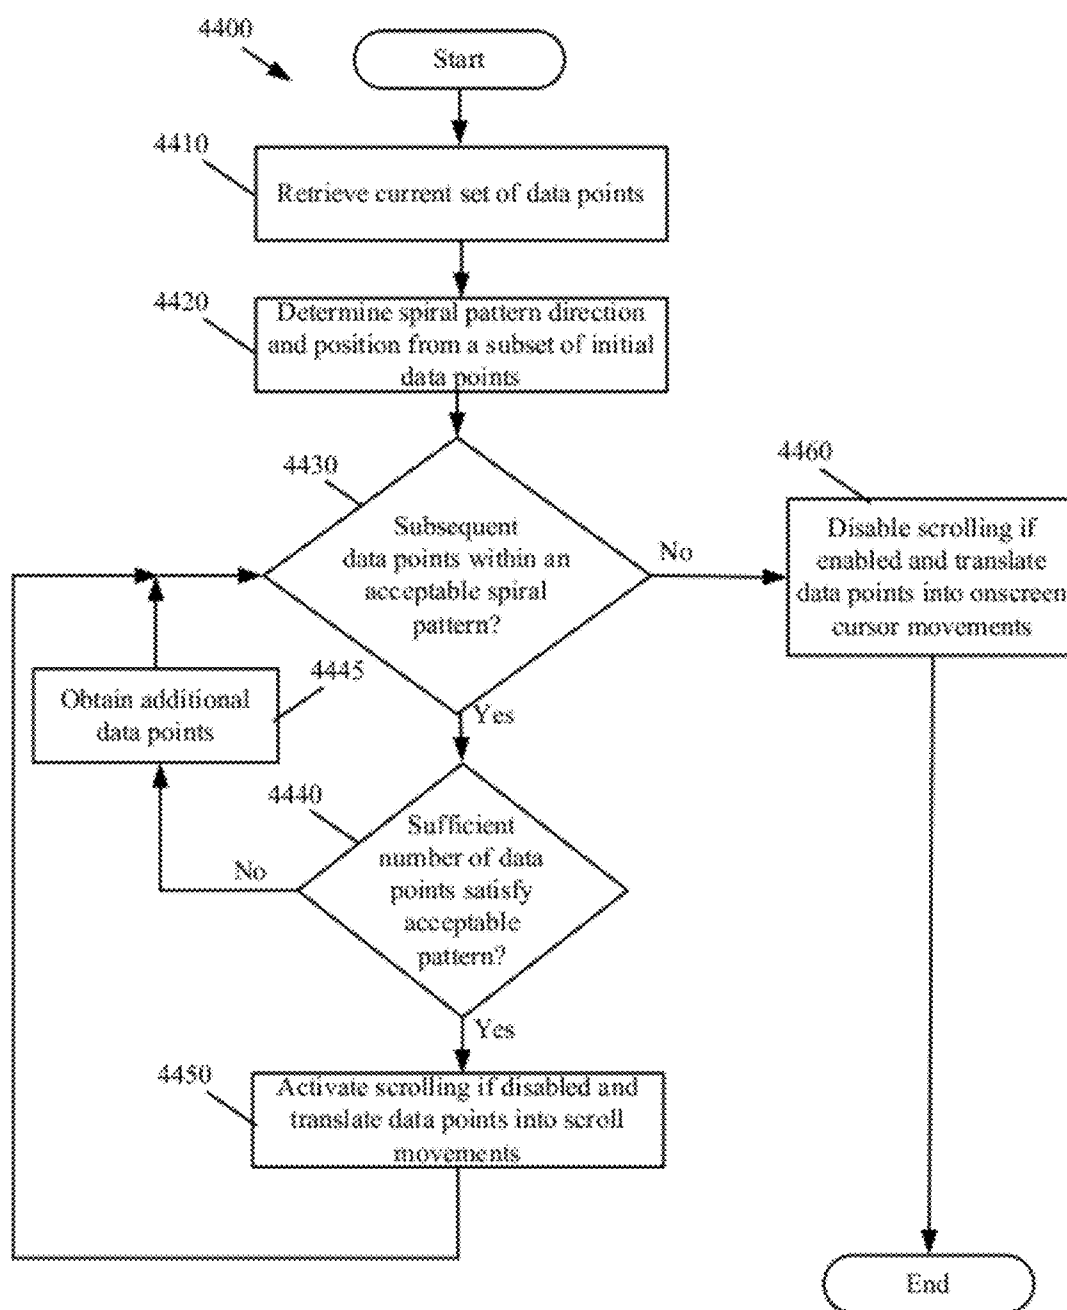 4400
Start
4410
Retrieve current set of data points
4420
Determine spiral pattern direction
and position from a subset of initial
data points
4430
Subsequent
data points within an
acceptable spiral
pattern?
No
4460
Disable scrolling if
enabled and translate
data points into onscreen
cursor movements
4445
Obtain additional
data points
Yes
4440
Sufficient
number of data
points satisfy
acceptable
pattern?
No
Yes
4450
Activate scrolling if disabled and
translate data points into scroll
movements
End